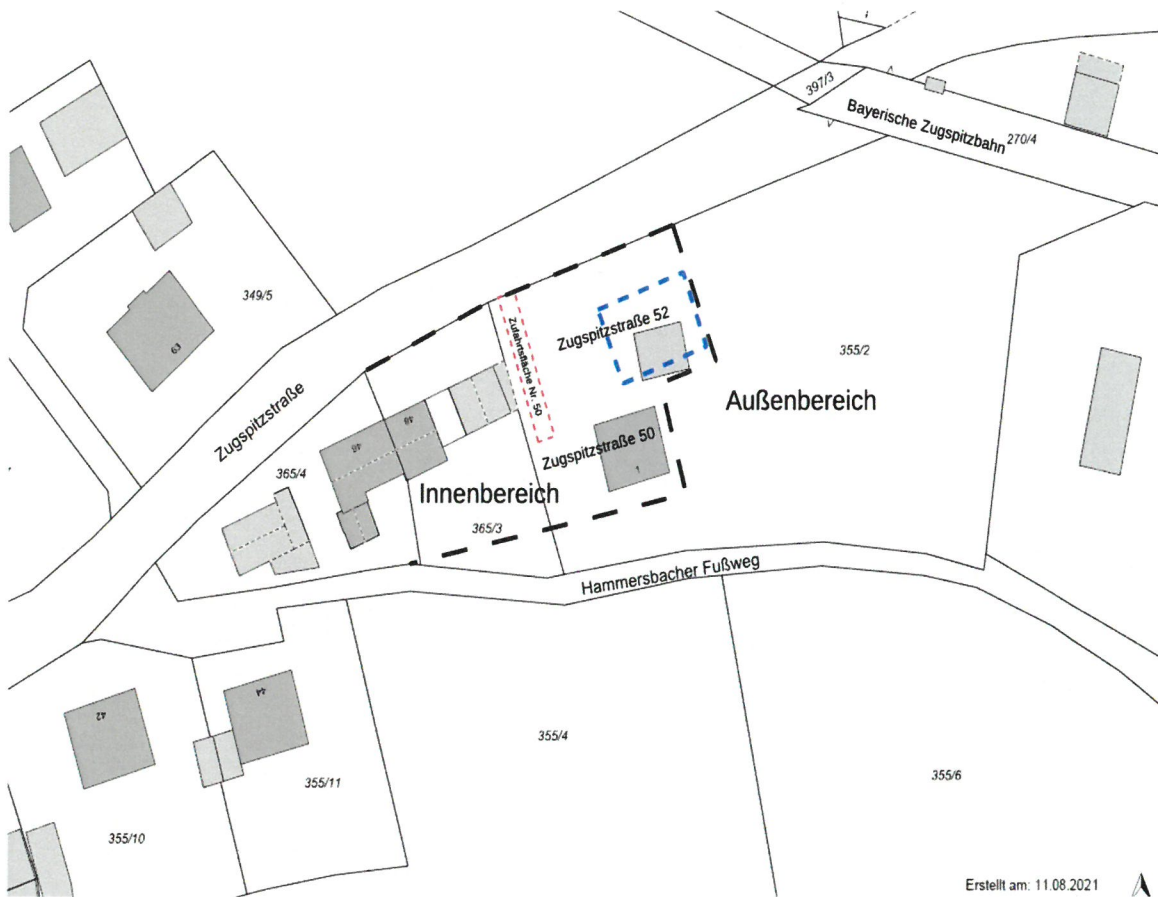 397/3
Bayerische Zugspitzbahn
270/4
349/5
63
Zugspitzstraße
Zufahrtsfläche Nr. 50
Zugspitzstraße 52
355/2
Außenbereich
46
48
Zugspitzstraße 50
1
365/4
Innenbereich
365/3
Hammersbacher Fußweg
42
44
355/4
355/11
355/6
355/10
Erstellt am: 11.08.2021